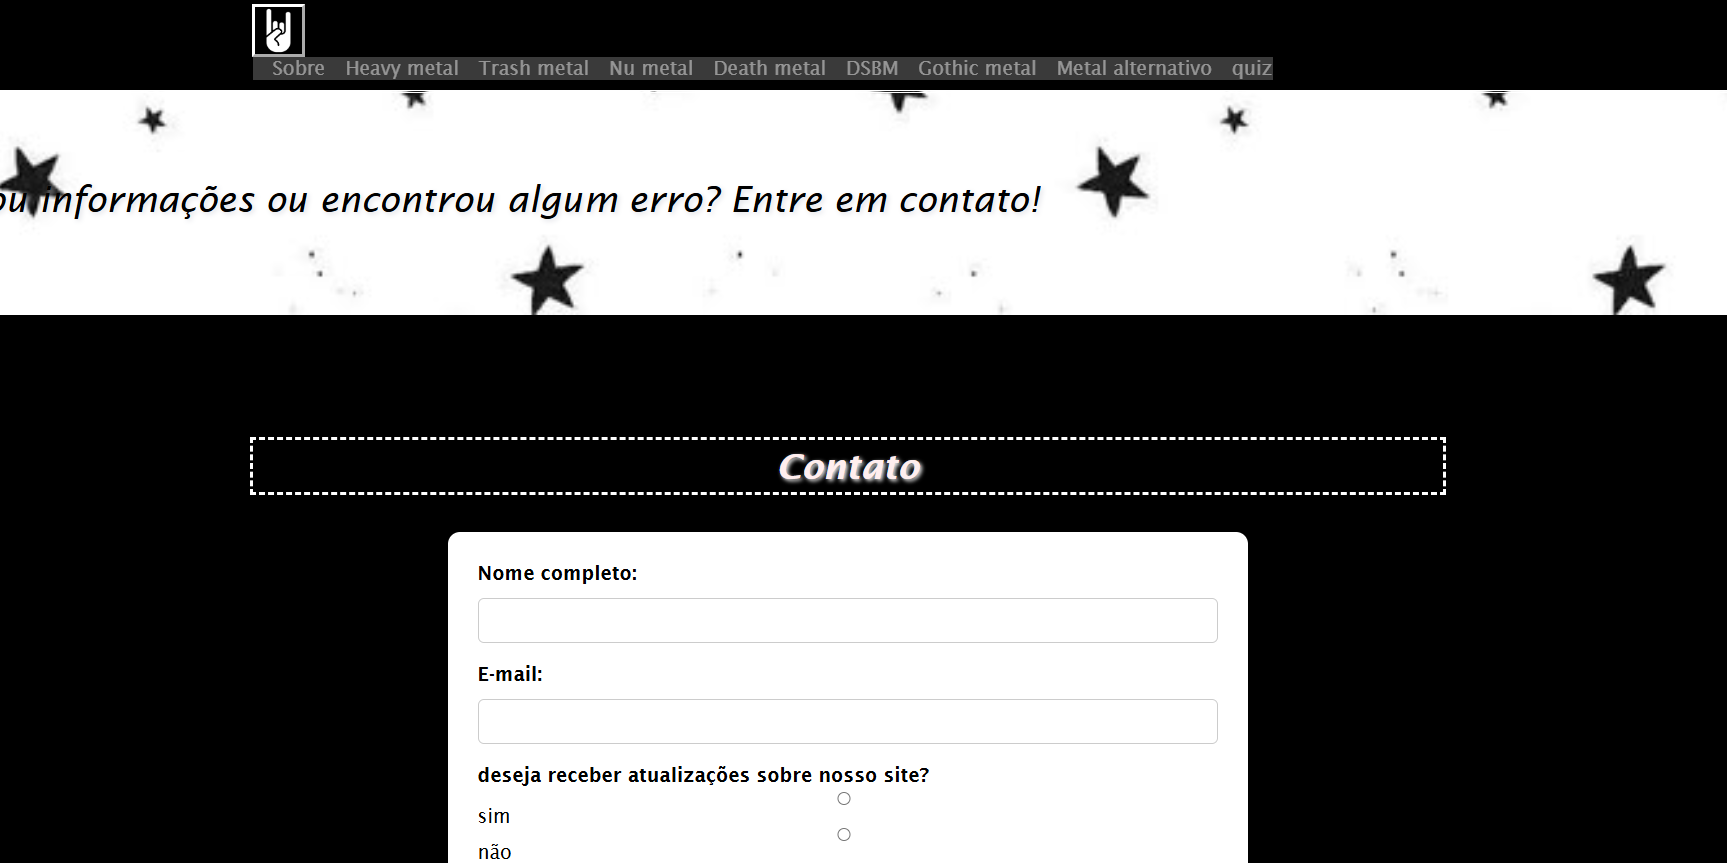 Sobre Heavy metal Trash metal Nu metal Death metal DSBM Gothic metal Metal alternativo quiz
ou informações ou encontrou algum erro? Entre em contato!
Contato
Nome completo:
E-mail:
deseja receber atualizações sobre nosso site?
sim
não